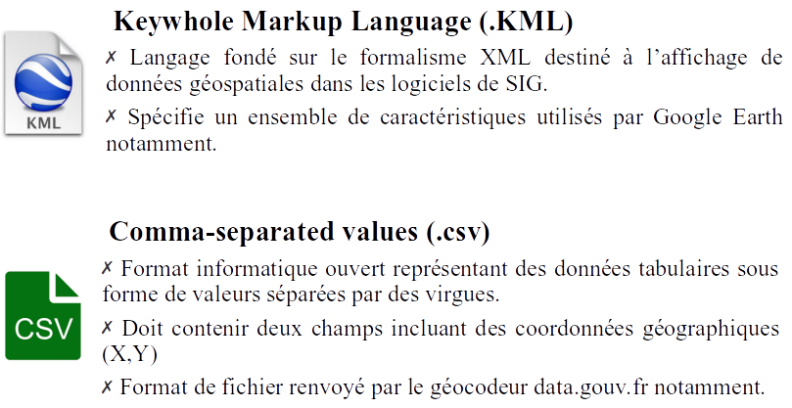 Keywhole Markup Language (.KML)
✗ Langage fondé sur le formalisme XML destiné à l'affichage de
données géospatiales dans les logiciels de SIG.
KML
✗ Spécifie un ensemble de caractéristiques utilisés par Google Earth
notamment.
Comma-separated values (.csv)
✗ Format informatique ouvert représentant des données tabulaires sous
forme de valeurs séparées par des virgues.
CSV
✗ Doit contenir deux champs incluant des coordonnées géographiques
(X,Y)
✗ Format de fichier renvoyé par le géocodeur data.gouv.fr notamment.